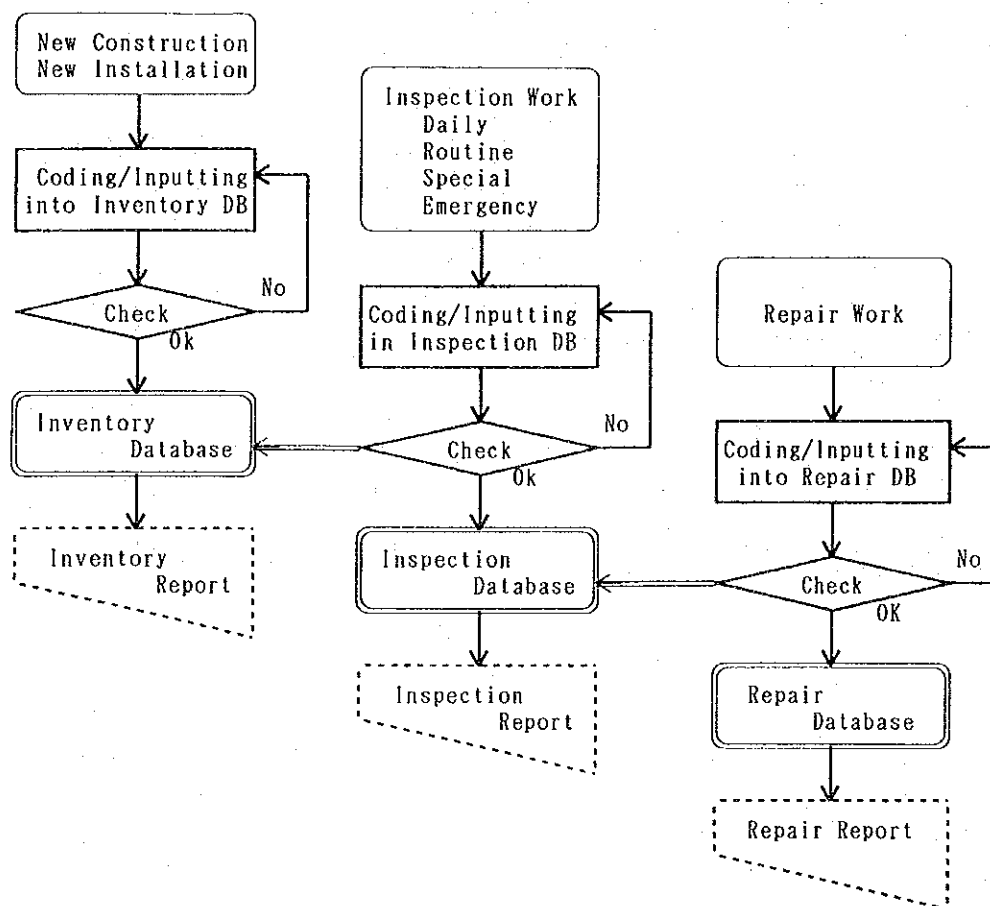 New Construction
New Installation
Coding/Inputting
into Inventory DB
No
Check
Ok
Inventory
Database
Inventory
Report
Inspection Work
Daily
Routine
Special
Emergency
Coding/Inputting
in Inspection DB
No
Check
Ok
Inspection
Database
Inspection
Report
Repair Work
Coding/Inputting
into Repair DB
No
Check
OK
Repair
Database
Repair Report